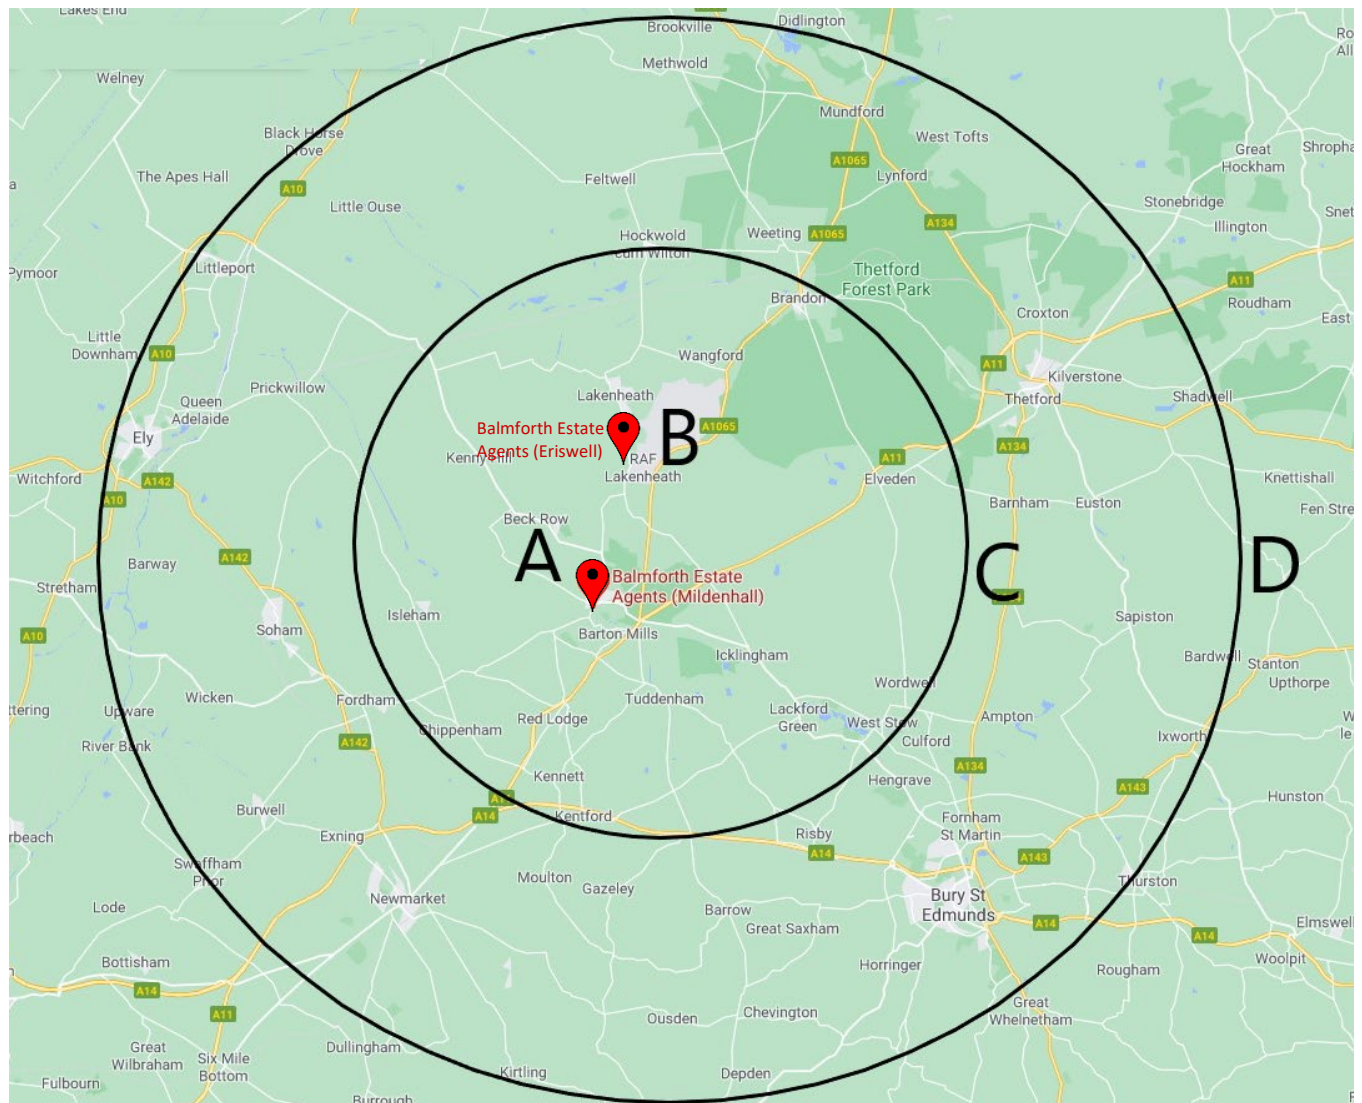 Lakes End
Brookville
Didlington
Methwold
Welney
Mundford
West Tofts
Black Horse
Drove
A1065
Great
Hockham
Shropha
The Apes Hall
A10
Feltwell
Lynford
Stonebridge
Little Ouse
A134
Snet
Illington
Hockwold
cum Wilton
Weeting
A1065
Pymoor
Littleport
Thetford
Forest Park
A11
Brandon
Roudham
Croxton
East
Little
Downham
A10
Wangford
A11
Kilverstone
Prickwillow
Lakenheath
Thetford
Shadwell
Queen
Adelaide
Balmforth Estate
Agents (Eriswell)
B
A1065
Ely
A134
Kenny Hill
RAF
Lakenheath
A11
Elveden
Witchford
A142
A10
Knettishall
Barnham
Euston
Fen Stre
Beck Row
A
A142
Barway
C
D
Balmforth Estate
Agents (Mildenhall)
Stretham
Isleham
Sapiston
Soham
A10
Barton Mills
Icklingham
Bardwell
Stanton
Upthorpe
Wicken
Fordham
Tuddenham
Wordwell
ttering
Upware
Lackford
Green
Red Lodge
West Stow
Ampton
Chippenham
River Bank
A142
Culford
Ixworth
Kennett
A134
Hengrave
A143
Hunston
Burwell
A14
Kentford
Fornham
St Martin
Exning
Risby
rbeach
A14
A143
Swaffham
Prior
Moulton
Gazeley
Thurston
Newmarket
Bury St
Edmunds
Lode
Barrow
Great Saxham
A14
Elmswell
A14
Bottisham
Horringer
Rougham
Woolpit
A14
A11
Great
Whelnetham
Ousden
Chevington
Great
Wilbraham
Six Mile
Bottom
Dullingham
Fulbourn
Kirtling
Depden
Burrough